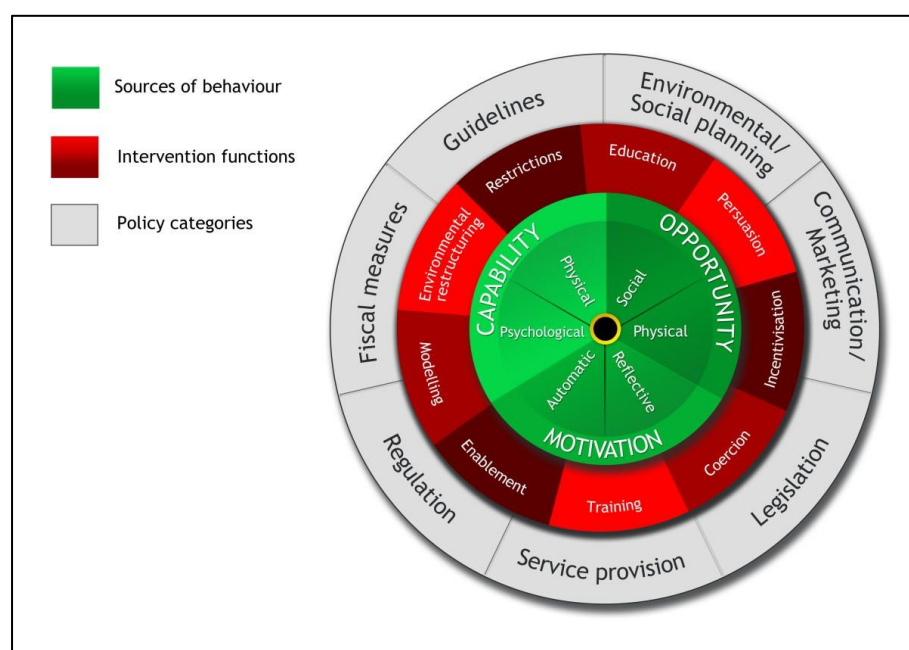 Sources of behaviour
Intervention functions
Policy categories
Guidelines
Environmental/
Social planning
Communication/
Marketing
Legislation
Service provision
Regulation
Fiscal measures
Restrictions
Education
Persuasion
Incentivisation
Coercion
Training
Enablement
Modelling
Environmental
restructuring
CAPABILITY
OPPORTUNITY
MOTIVATION
Physical
Social
Physical
Reflective
Automatic
Psychological